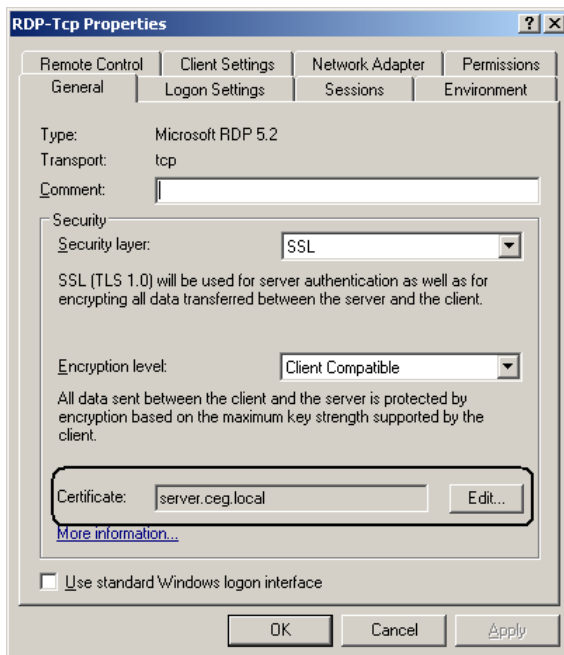 RDP-Tcp Properties
Remote Control Client Settings Network Adapter Permissions
General Logon Settings Sessions Environment
Type: Microsoft RDP 5.2
Transport: tcp
Comment:
Security
Security layer: SSL
SSL (TLS 1.0) will be used for server authentication as well as for
encrypting all data transferred between the server and the client.
Encryption level: Client Compatible
All data sent between the client and the server is protected by
encryption based on the maximum key strength supported by the
client.
Certificate: server.ceg.local Edit...
More information...
Use standard Windows logon interface
OK Cancel Apply